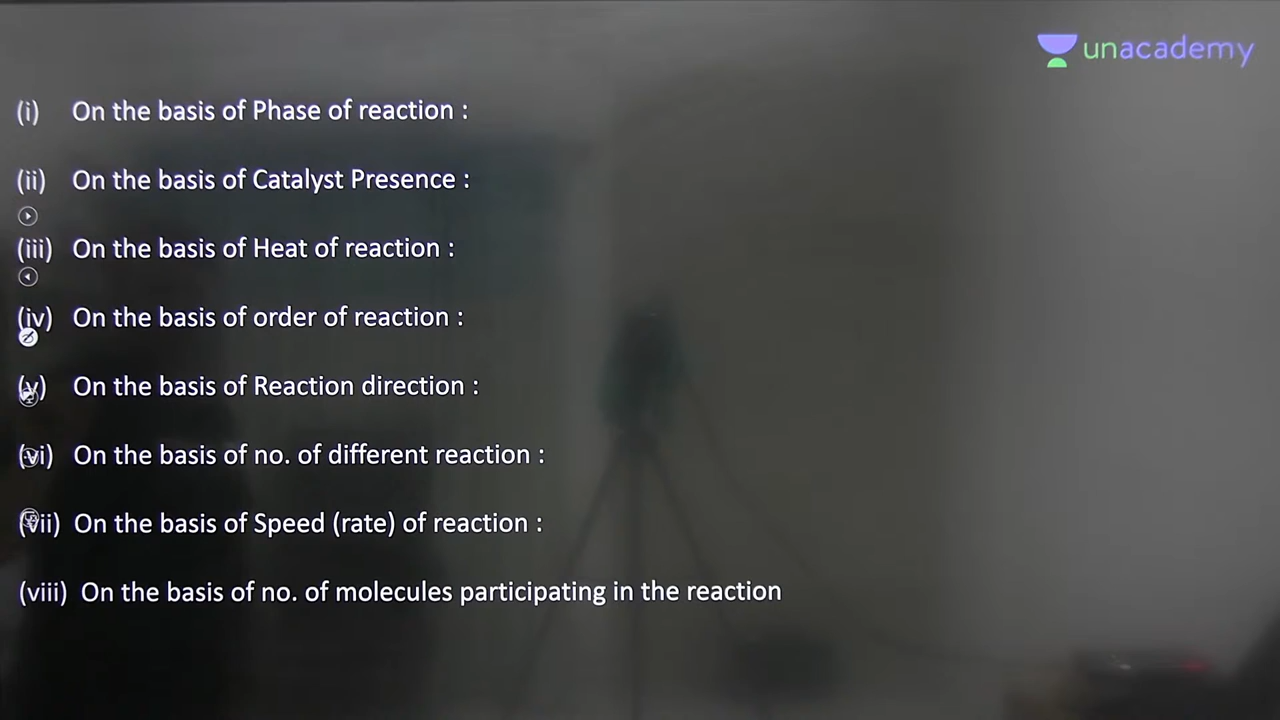 unacademy
(i) On the basis of Phase of reaction :
(ii) On the basis of Catalyst Presence :
(iii) On the basis of Heat of reaction :
(iv) On the basis of order of reaction :
(v) On the basis of Reaction direction :
(vi) On the basis of no. of different reaction :
(vii) On the basis of Speed (rate) of reaction :
(viii) On the basis of no. of molecules participating in the reaction